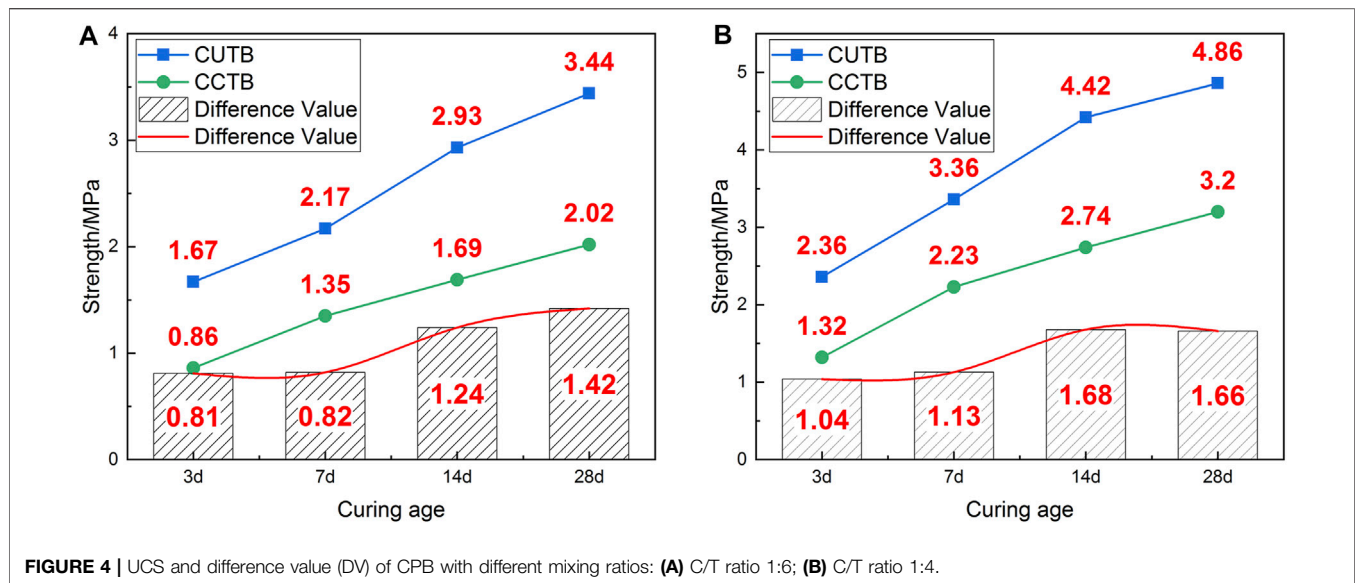 A
CUTB
CCTB
Difference Value
Difference Value
Strength/MPa
4
3
2
1
0
1.67
2.17
2.93
3.44
0.86
1.35
1.69
2.02
0.81
0.82
1.24
1.42
3d
7d
14d
28d
Curing age
B
CUTB
CCTB
Difference Value
Difference Value
Strength/MPa
5
4
3
2
1
0
2.36
3.36
4.42
4.86
1.32
2.23
2.74
3.2
1.04
1.13
1.68
1.66
3d
7d
14d
28d
Curing age
FIGURE 4 | UCS and difference value (DV) of CPB with different mixing ratios: (A) C/T ratio 1:6; (B) C/T ratio 1:4.